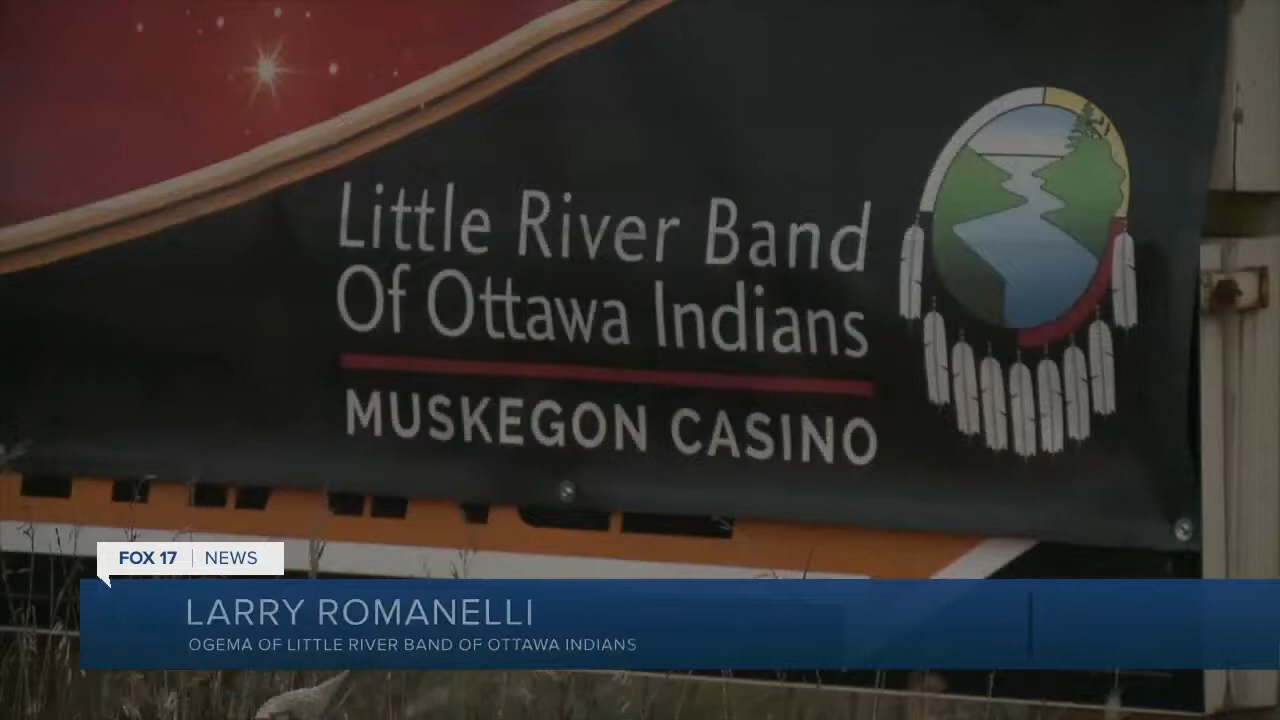 Little River Band
Of Ottawa Indians
MUSKEGON CASINO
FOX 17 | NEWS
LARRY ROMANELLI
OGEMA OF LITTLE RIVER BAND OF OTTAWA INDIANS